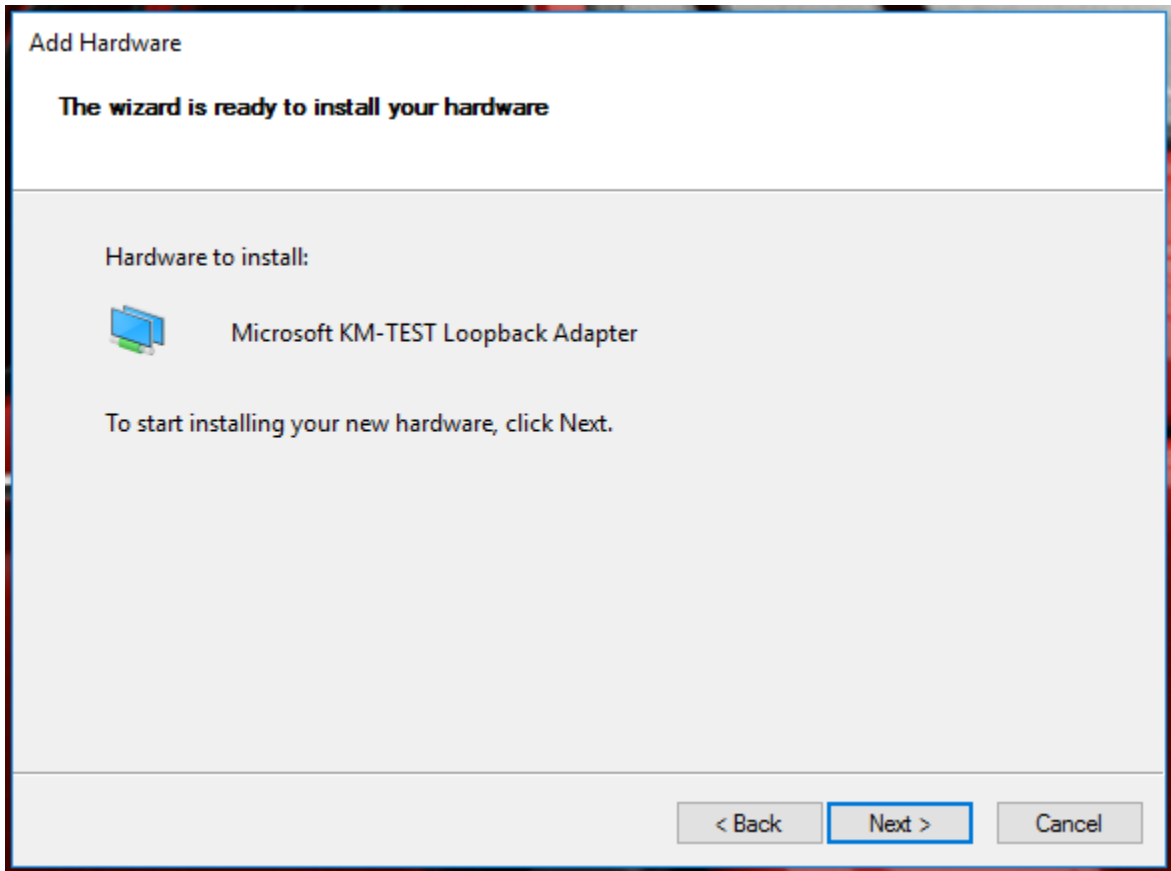 Add Hardware
The wizard is ready to install your hardware
Hardware to install:
Microsoft KM-TEST Loopback Adapter
To start installing your new hardware, click Next.
< Back
Next >
Cancel